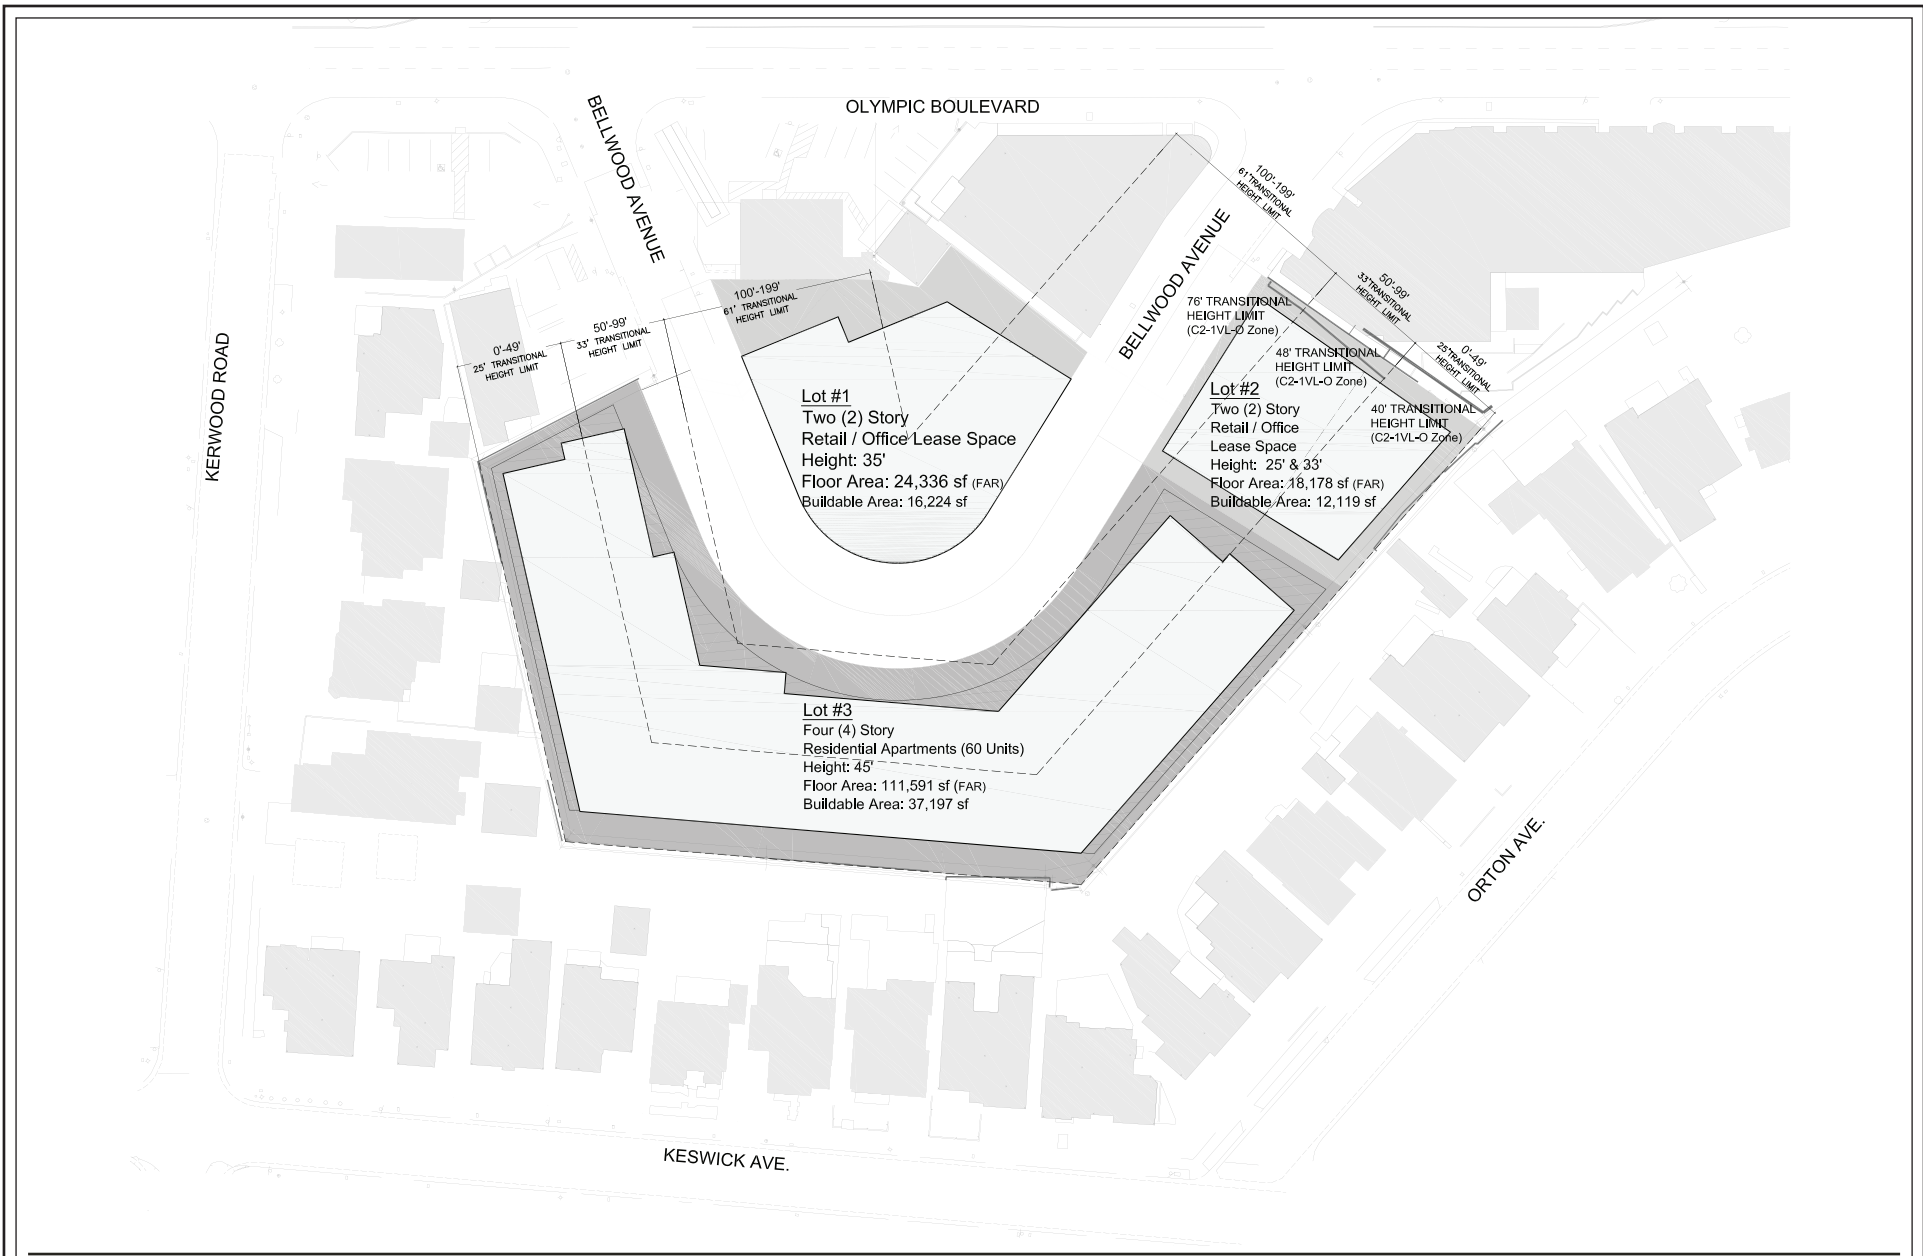 OLYMPIC BOULEVARD
BELLWOOD AVENUE
100'-199'
61' TRANSITIONAL
HEIGHT LIMIT
BELLWOOD AVENUE
50'-99'
33' TRANSITIONAL
HEIGHT LIMIT
0'-49'
25' TRANSITIONAL
HEIGHT LIMIT
100'-199'
61' TRANSITIONAL
HEIGHT LIMIT
50'-99'
33' TRANSITIONAL
HEIGHT LIMIT
0'-49'
25' TRANSITIONAL
HEIGHT LIMIT
76' TRANSITIONAL
HEIGHT LIMIT
(C2-1VL-O Zone)
48' TRANSITIONAL
HEIGHT LIMIT
(C2-1VL-O Zone)
40' TRANSITIONAL
HEIGHT LIMIT
(C2-1VL-O Zone)
KERWOOD ROAD
Lot #1
Two (2) Story
Retail / Office Lease Space
Height: 35'
Floor Area: 24,336 sf (FAR)
Buildable Area: 16,224 sf
Lot #2
Two (2) Story
Retail / Office
Lease Space
Height: 25' & 33'
Floor Area: 18,178 sf (FAR)
Buildable Area: 12,119 sf
Lot #3
Four (4) Story
Residential Apartments (60 Units)
Height: 45'
Floor Area: 111,591 sf (FAR)
Buildable Area: 37,197 sf
ORTON AVE.
KESWICK AVE.